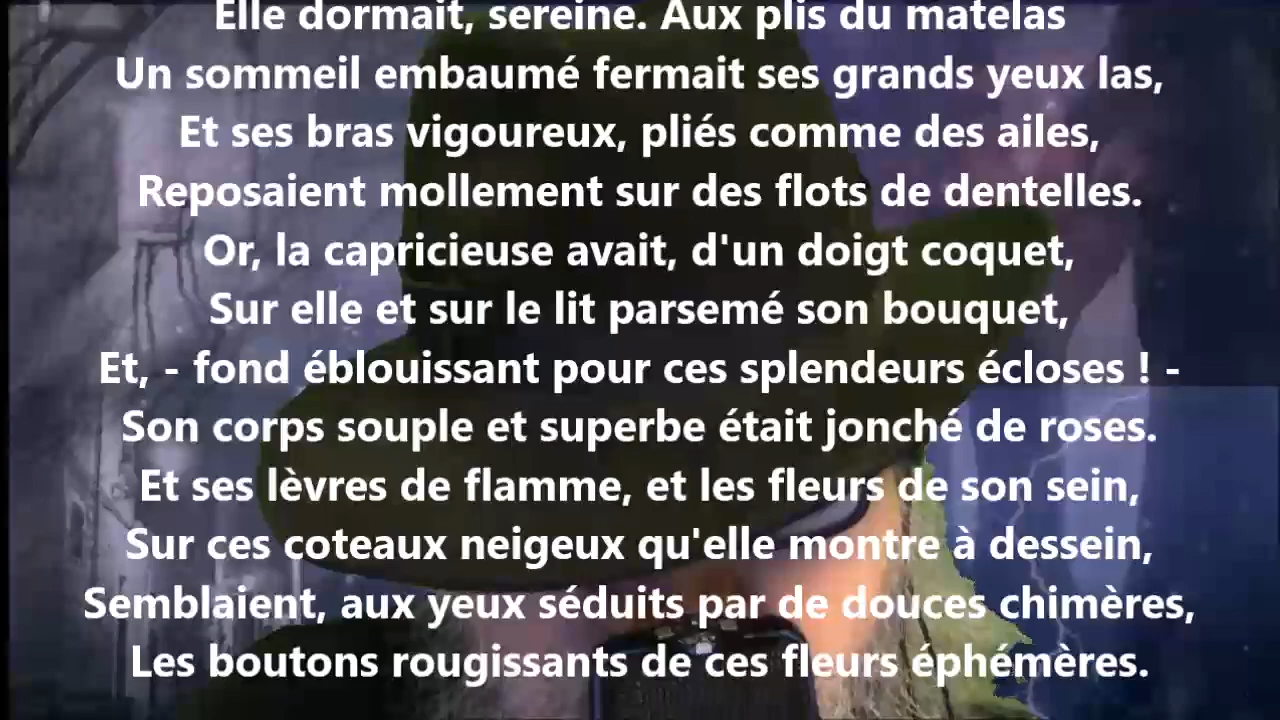 Elle dormait, sereine. Aux plis du matelas
Un sommeil embaumé fermait ses grands yeux las,
Et ses bras vigoureux, pliés comme des ailes,
Reposaient mollement sur des flots de dentelles.
Or, la capricieuse avait, d'un doigt coquet,
Sur elle et sur le lit parsemé son bouquet,
Et, - fond éblouissant pour ces splendeurs écloses ! -
Son corps souple et superbe était jonché de roses.
Et ses lèvres de flamme, et les fleurs de son sein,
Sur ces coteaux neigeux qu'elle montre à dessein,
Semblaient, aux yeux séduits par de douces chimères,
Les boutons rougissants de ces fleurs éphémères.